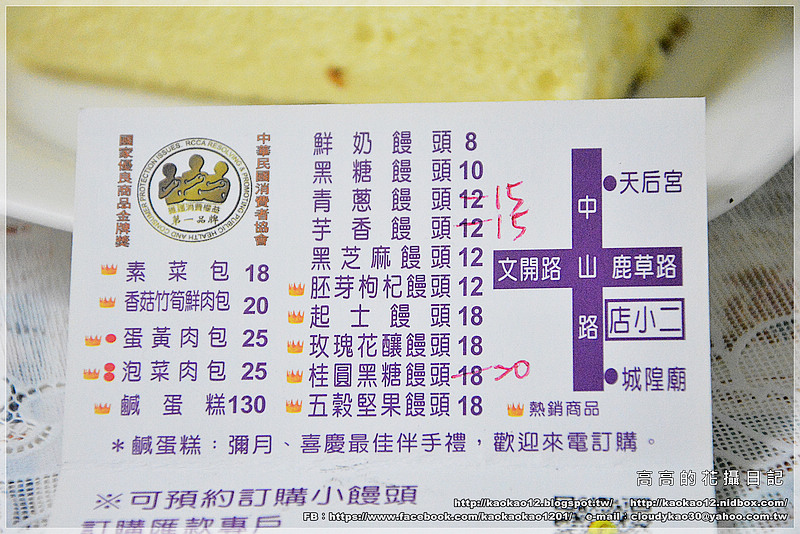 國家優良商品金牌獎
中華民國消費者協會
第一品牌
素菜包 18
香菇竹筍鮮肉包 20
蛋黃肉包 25
泡菜肉包 25
鹹蛋糕 130
鮮奶饅頭 8
黑糖饅頭 10
青蔥饅頭 12 15
芋香饅頭 12 15
黑芝麻饅頭 12
胚芽枸杞饅頭 12
起士饅頭 18
玫瑰花釀饅頭 18
桂圓黑糖饅頭 18 20
五穀堅果饅頭 18
天后宮
中山路
文開路
鹿草路
二小店
城隍廟
熱銷商品
＊鹹蛋糕：彌月、喜慶最佳伴手禮，歡迎來電訂購。
※可預約訂購小饅頭
訂購匯款專戶
高高的花攝日記
http://kaokao12.blogspot.tw/ http://kaokao12.nidbox.com/
FB：https://www.facebook.com/kaokaokao1201/ e-mail：cloudykao30@yahoo.com.tw